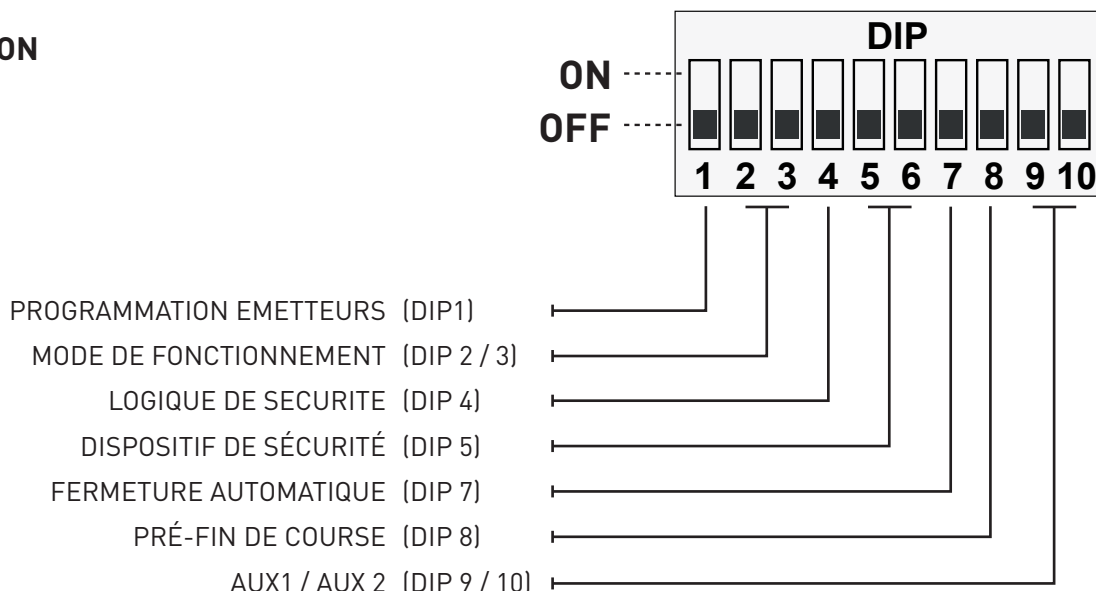 ON
DIP
ON
OFF
1 2 3 4 5 6 7 8 9 10
PROGRAMMATION EMETTEURS (DIP1)
MODE DE FONCTIONNEMENT (DIP 2 / 3)
LOGIQUE DE SECURITE (DIP 4)
DISPOSITIF DE SÉCURITÉ (DIP 5)
FERMETURE AUTOMATIQUE (DIP 7)
PRÉ-FIN DE COURSE (DIP 8)
AUX1 / AUX 2 (DIP 9 / 10)